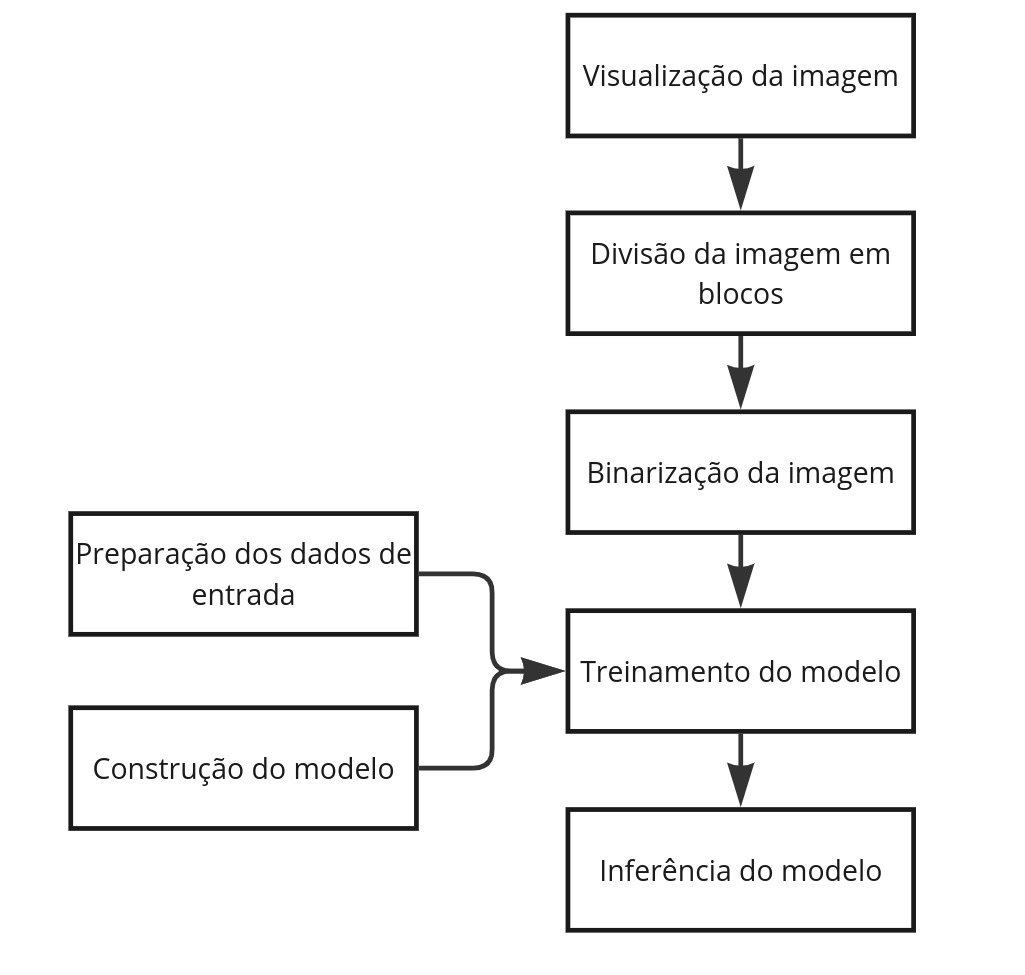 Visualização da imagem
Divisão da imagem em
blocos
Binarização da imagem
Preparação dos dados de
entrada
Treinamento do modelo
Construção do modelo
Inferência do modelo